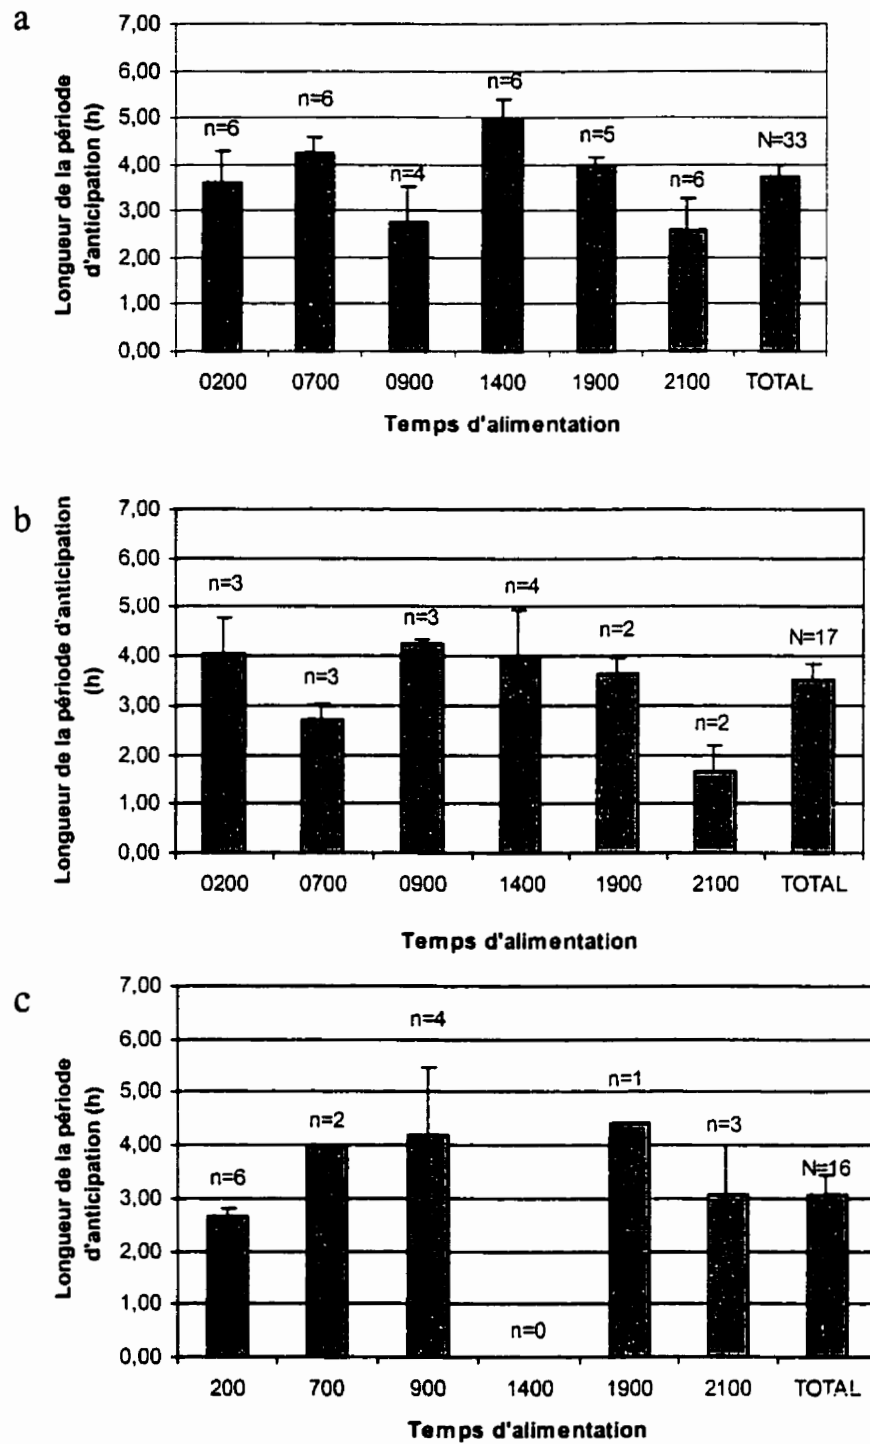 a
Longueur de la période
d'anticipation (h)
7,00
6,00
5,00
4,00
3,00
2,00
1,00
0,00
n=6
n=6
n=4
n=6
n=5
n=6
N=33
0200 0700 0900 1400 1900 2100 TOTAL
Temps d'alimentation
b
Longueur de la période d'anticipation
(h)
7,00
6,00
5,00
4,00
3,00
2,00
1,00
0,00
n=3
n=3
n=3
n=4
n=2
n=2
N=17
0200 0700 0900 1400 1900 2100 TOTAL
Temps d'alimentation
c
Longueur de la période
d'anticipation (h)
7,00
6,00
5,00
4,00
3,00
2,00
1,00
0,00
n=6
n=2
n=4
n=0
n=1
n=3
N=16
200 700 900 1400 1900 2100 TOTAL
Temps d'alimentation